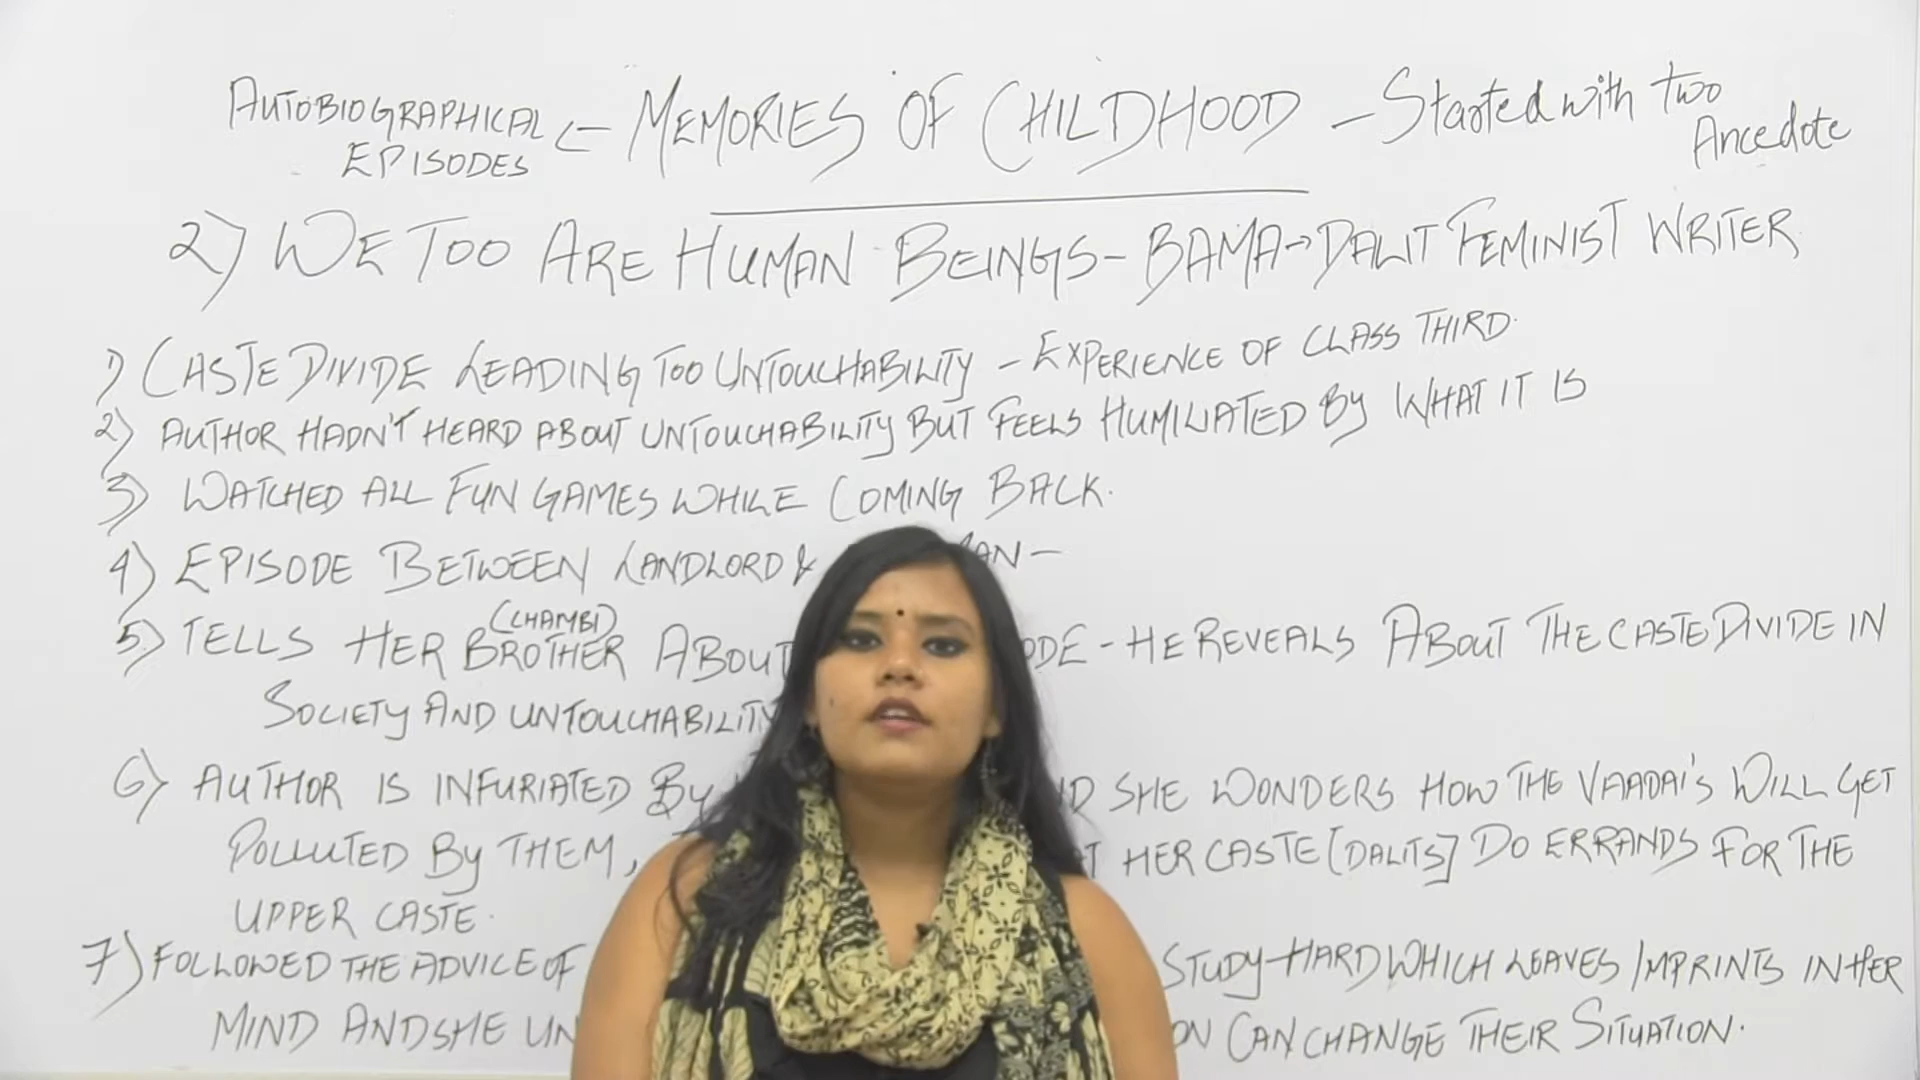 AUTOBIOGRAPHICAL EPISODES <- MEMORIES OF CHILDHOOD - Started with two Ancedote
2) WE TOO ARE HUMAN BEINGS - BAMA -> DALIT FEMINIST WRITER
1) CASTE DIVIDE LEADING TOO UNTOUCHABILITY - EXPERIENCE OF CLASS THIRD.
2) AUTHOR HADN'T HEARD ABOUT UNTOUCHABILITY BUT FEELS HUMILIATED BY WHAT IT IS
3) WATCHED ALL FUN GAMES WHILE COMING BACK.
4) EPISODE BETWEEN LANDLORD & AN -
(CHAMBI)
5) TELLS HER BROTHER ABOUT ODE - HE REVEALS ABOUT THE CASTE DIVIDE IN
SOCIETY AND UNTOUCHABILITY
6) AUTHOR IS INFURIATED BY SHE WONDERS HOW THE VAADAI'S WILL GET
POLLUTED BY THEM, HER CASTE [DALITS] DO ERRANDS FOR THE
UPPER CASTE.
7) FOLLOWED THE ADVICE OF STUDY HARD WHICH LEAVES IMPRINTS IN HER
MIND AND SHE UN ON CAN CHANGE THEIR SITUATION.